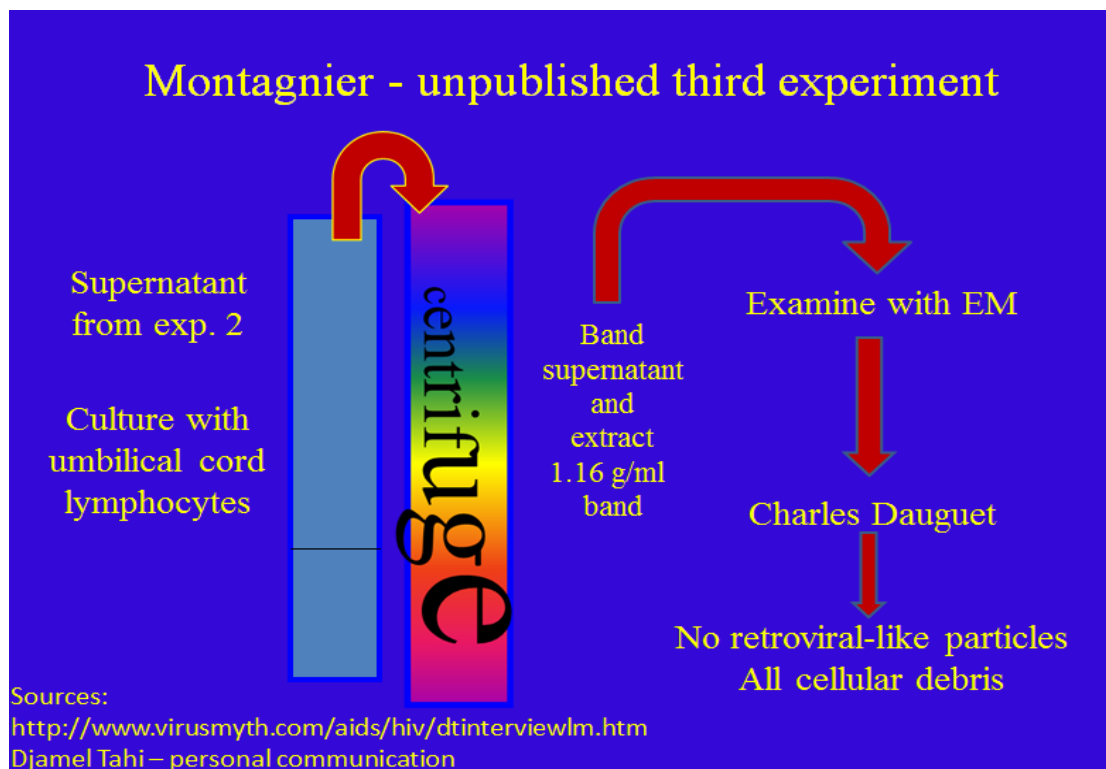 Montagnier - unpublished third experiment
Supernatant
from exp. 2
Culture with
umbilical cord
lymphocytes
centrifuge
Band
supernatant
and
extract
1.16 g/ml
band
Examine with EM
Charles Dauguet
No retroviral-like particles
All cellular debris
Sources:
http://www.virusmyth.com/aids/hiv/dtinterviewlm.htm
Djamel Tahi – personal communication